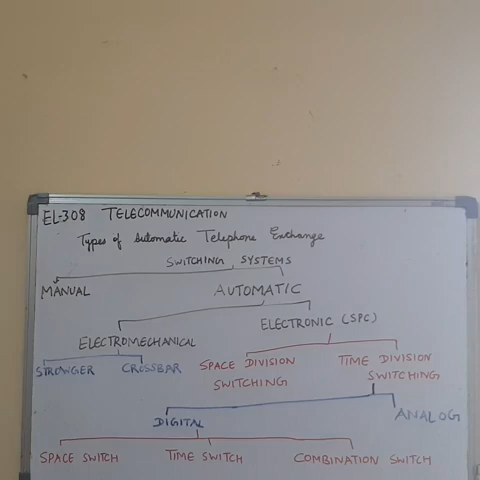 EL-308 TELECOMMUNICATION
Types of Automatic Telephone Exchange
SWITCHING SYSTEMS
MANUAL AUTOMATIC
ELECTROMECHANICAL ELECTRONIC (SPC)
STROWGER CROSSBAR SPACE DIVISION SWITCHING TIME DIVISION SWITCHING
DIGITAL ANALOG
SPACE SWITCH TIME SWITCH COMBINATION SWITCH